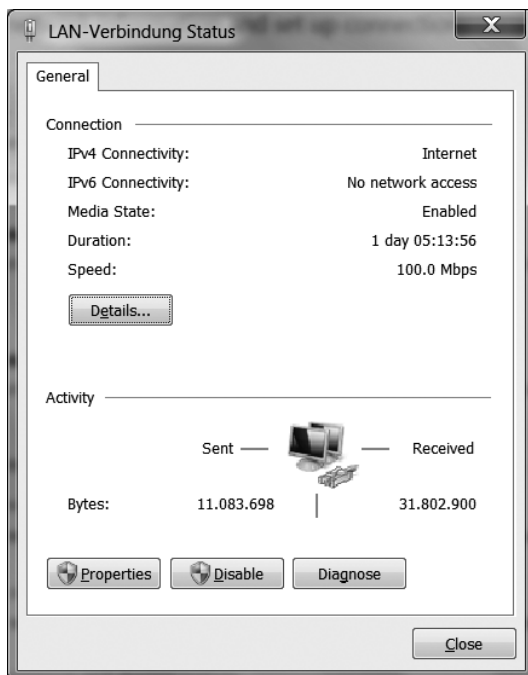 LAN-Verbindung Status
General
Connection
IPv4 Connectivity: Internet
IPv6 Connectivity: No network access
Media State: Enabled
Duration: 1 day 05:13:56
Speed: 100.0 Mbps
Details...
Activity
Sent Received
Bytes: 11.083.698 31.802.900
Properties Disable Diagnose
Close